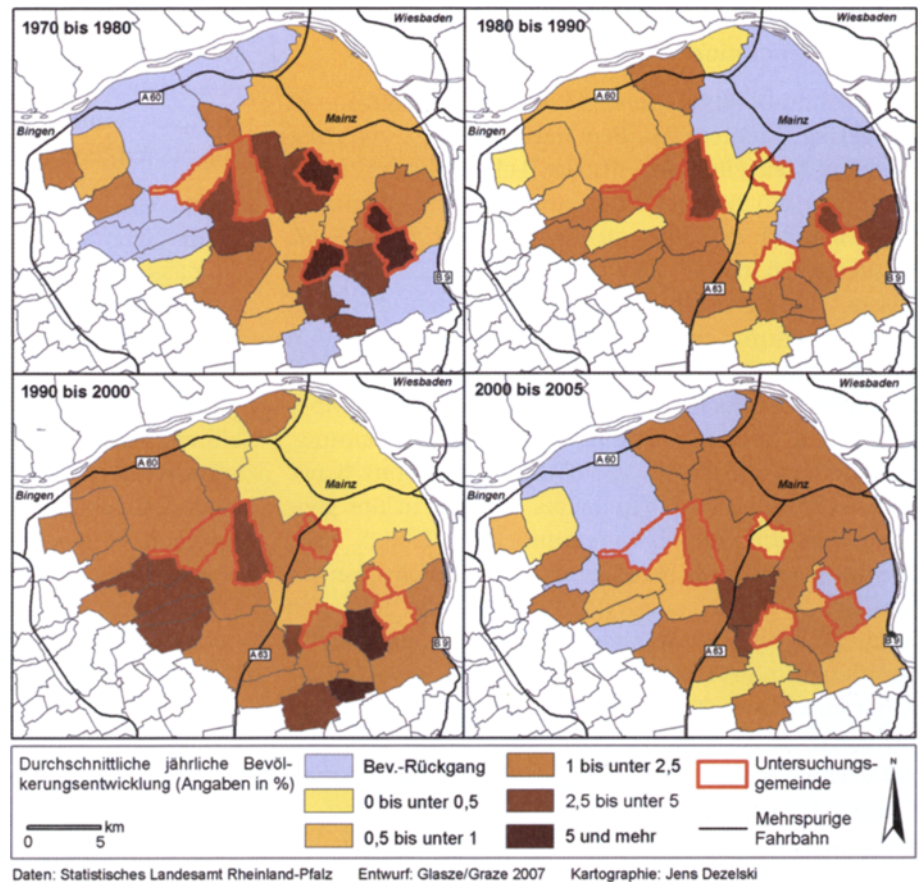 1970 bis 1980
Wiesbaden
A 60
Bingen
Mainz
B 9
1980 bis 1990
Wiesbaden
A 60
Bingen
Mainz
A 63
B 9
1990 bis 2000
Wiesbaden
A 60
Bingen
Mainz
A 63
B 9
2000 bis 2005
Wiesbaden
A 60
Bingen
Mainz
A 63
B 9
Durchschnittliche jährliche Bevöl-
kerungsentwicklung (Angaben in %)
km
0 5
Bev.-Rückgang
0 bis unter 0,5
0,5 bis unter 1
1 bis unter 2,5
2,5 bis unter 5
5 und mehr
Untersuchungs-
gemeinde
Mehrspurige
Fahrbahn
N
Daten: Statistisches Landesamt Rheinland-Pfalz Entwurf: Glasze/Graze 2007 Kartographie: Jens Dezelski